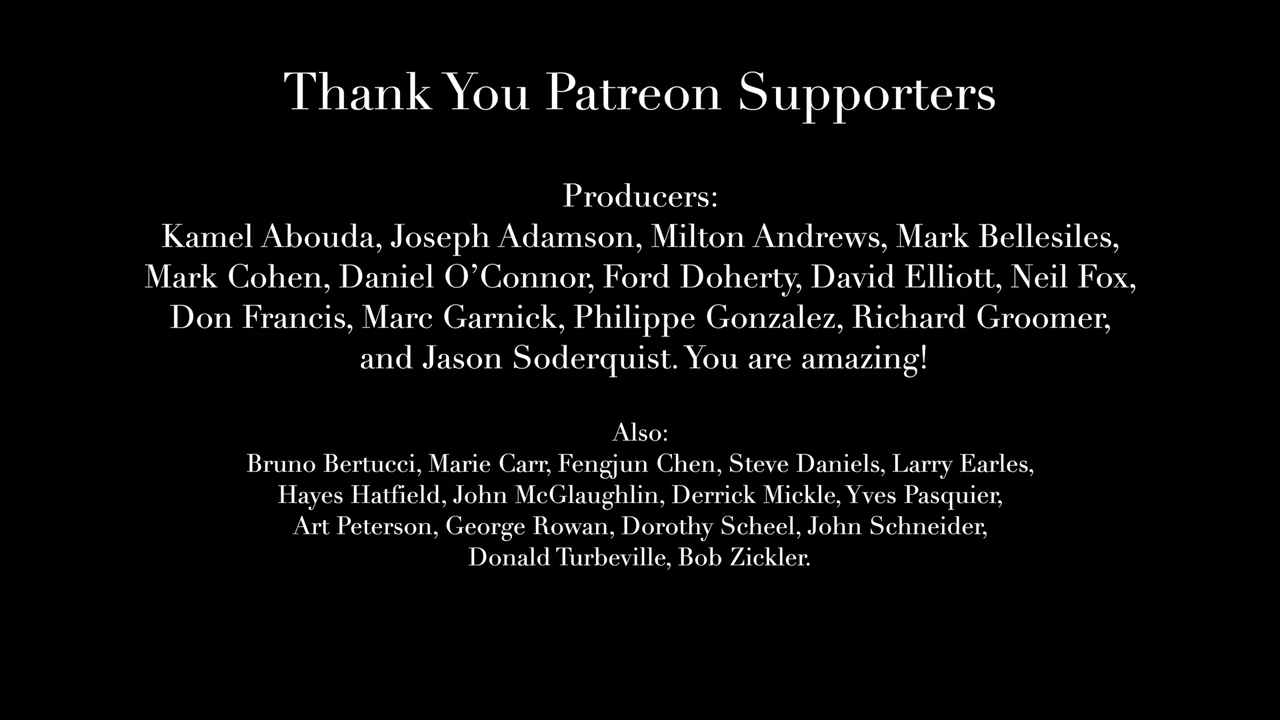 Thank You Patreon Supporters
Producers:
Kamel Abouda, Joseph Adamson, Milton Andrews, Mark Bellesiles,
Mark Cohen, Daniel O’Connor, Ford Doherty, David Elliott, Neil Fox,
Don Francis, Marc Garnick, Philippe Gonzalez, Richard Groomer,
and Jason Soderquist. You are amazing!
Also:
Bruno Bertucci, Marie Carr, Fengjun Chen, Steve Daniels, Larry Earles,
Hayes Hatfield, John McGlaughlin, Derrick Mickle, Yves Pasquier,
Art Peterson, George Rowan, Dorothy Scheel, John Schneider,
Donald Turbeville, Bob Zickler.